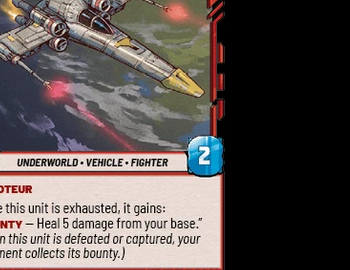 UNDERWORLD • VEHICLE • FIGHTER
2
OTEUR
e this unit is exhausted, it gains:
NTY — Heal 5 damage from your base."
n this unit is defeated or captured, your
nent collects its bounty.)